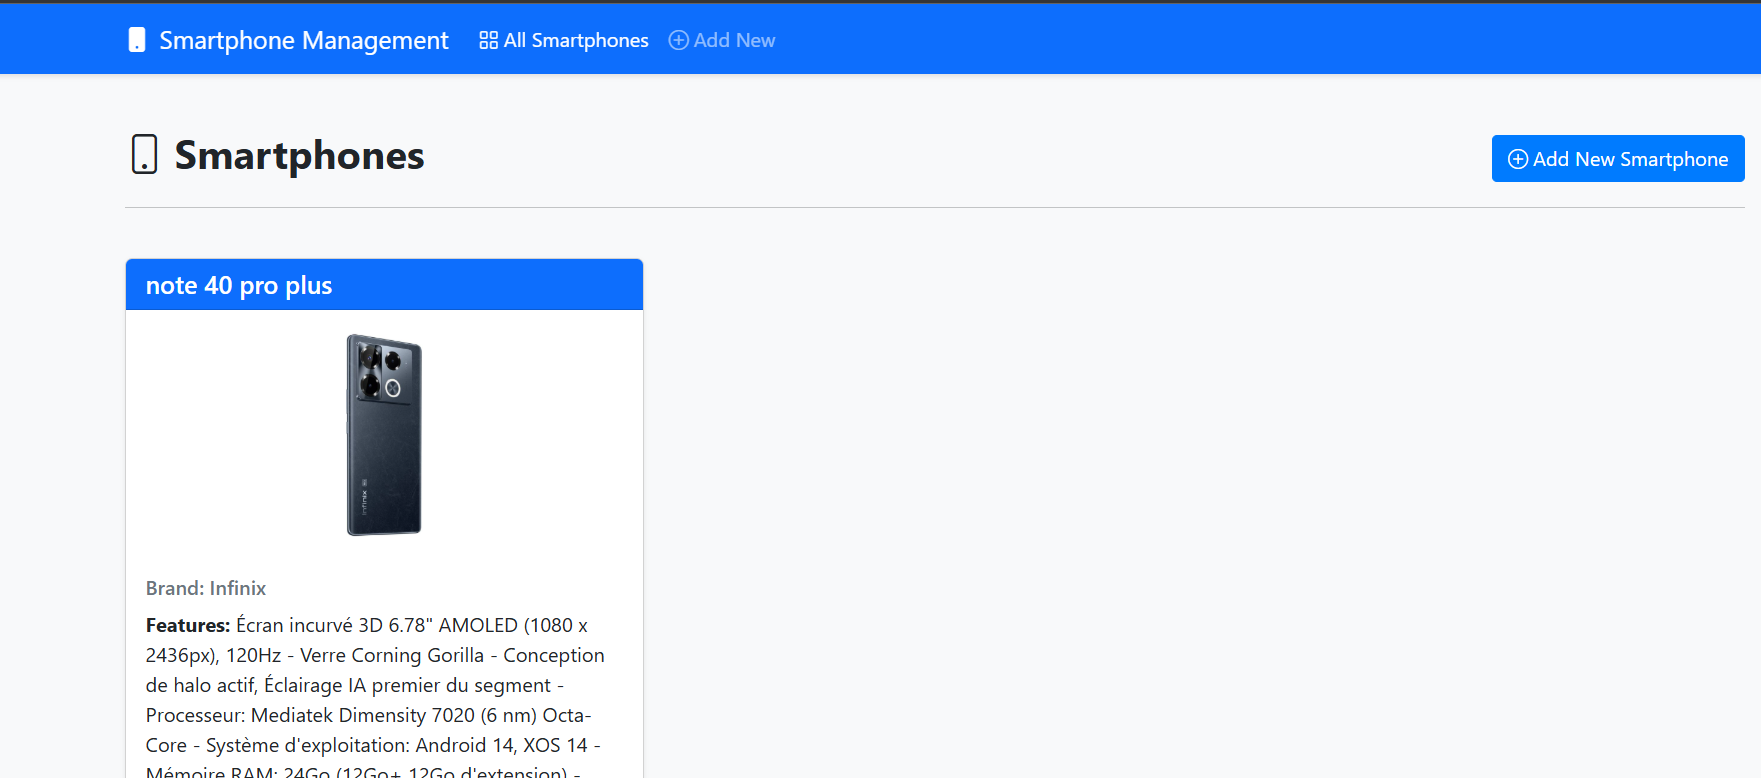 Smartphone Management All Smartphones Add New
Smartphones
Add New Smartphone
note 40 pro plus
Infinix
Brand: Infinix
Features: Écran incurvé 3D 6.78" AMOLED (1080 x
2436px), 120Hz - Verre Corning Gorilla - Conception
de halo actif, Éclairage IA premier du segment -
Processeur: Mediatek Dimensity 7020 (6 nm) Octa-
Core - Système d'exploitation: Android 14, XOS 14 -
Mémoire RAM: 24Go (12Go+ 12Go d'extension) -